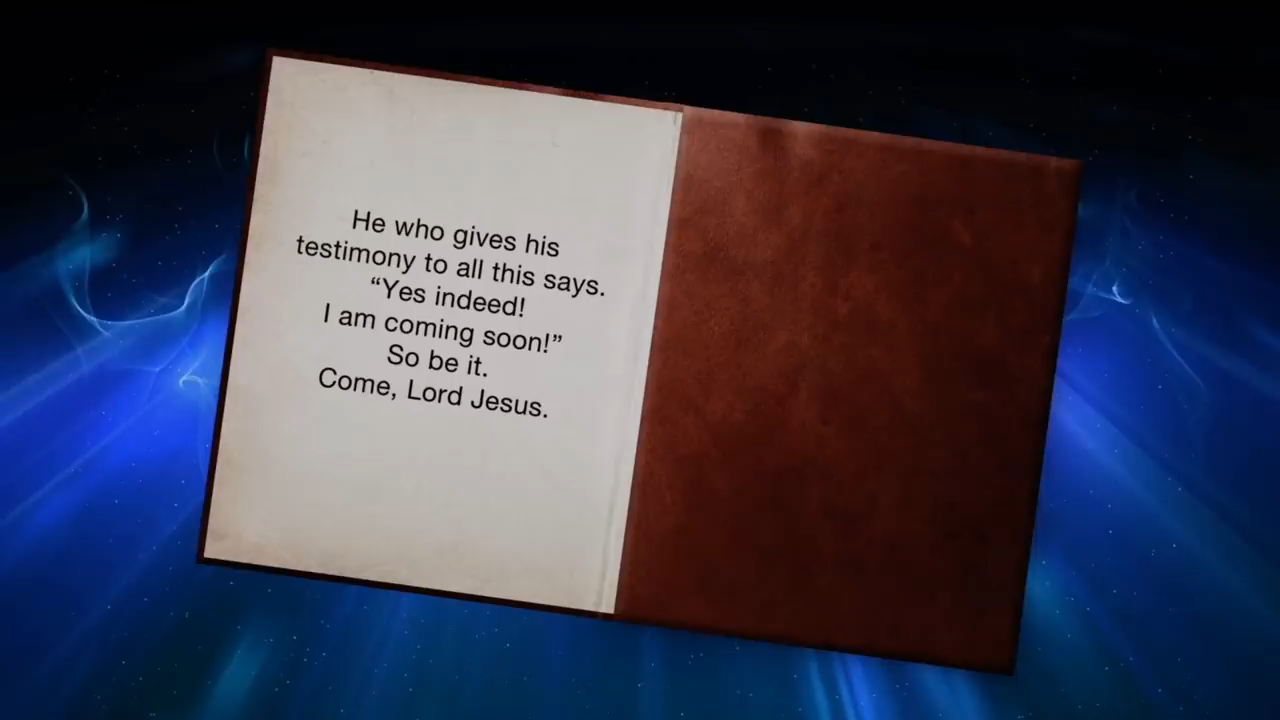 He who gives his
testimony to all this says.
“Yes indeed!
I am coming soon!”
So be it.
Come, Lord Jesus.